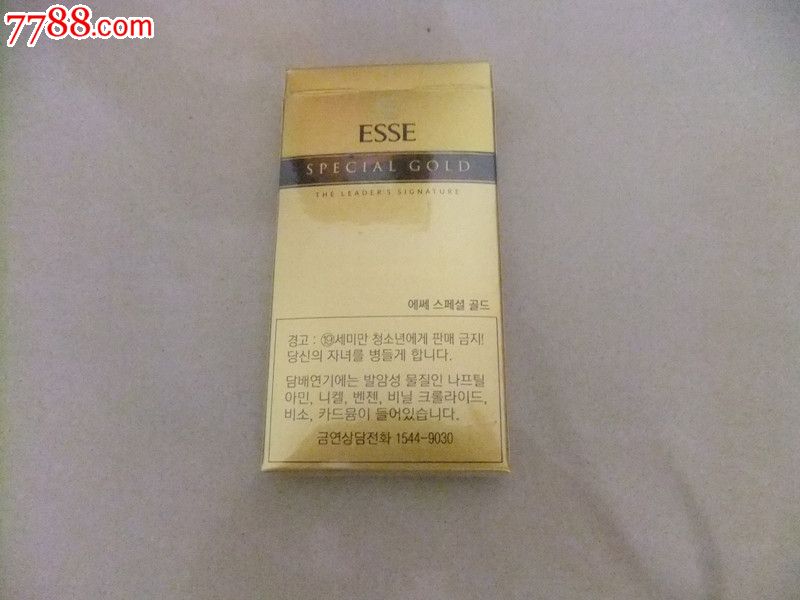 7788.com
ESSE
SPECIAL GOLD
THE LEADER'S SIGNATURE
에쎄 스페셜 골드
경고 : ⑲세미만 청소년에게 판매 금지!
당신의 자녀를 병들게 합니다.
담배연기에는 발암성 물질인 나프틸
아민, 니켈, 벤젠, 비닐 크롤라이드,
비소, 카드뮴이 들어있습니다.
금연상담전화 1544-9030